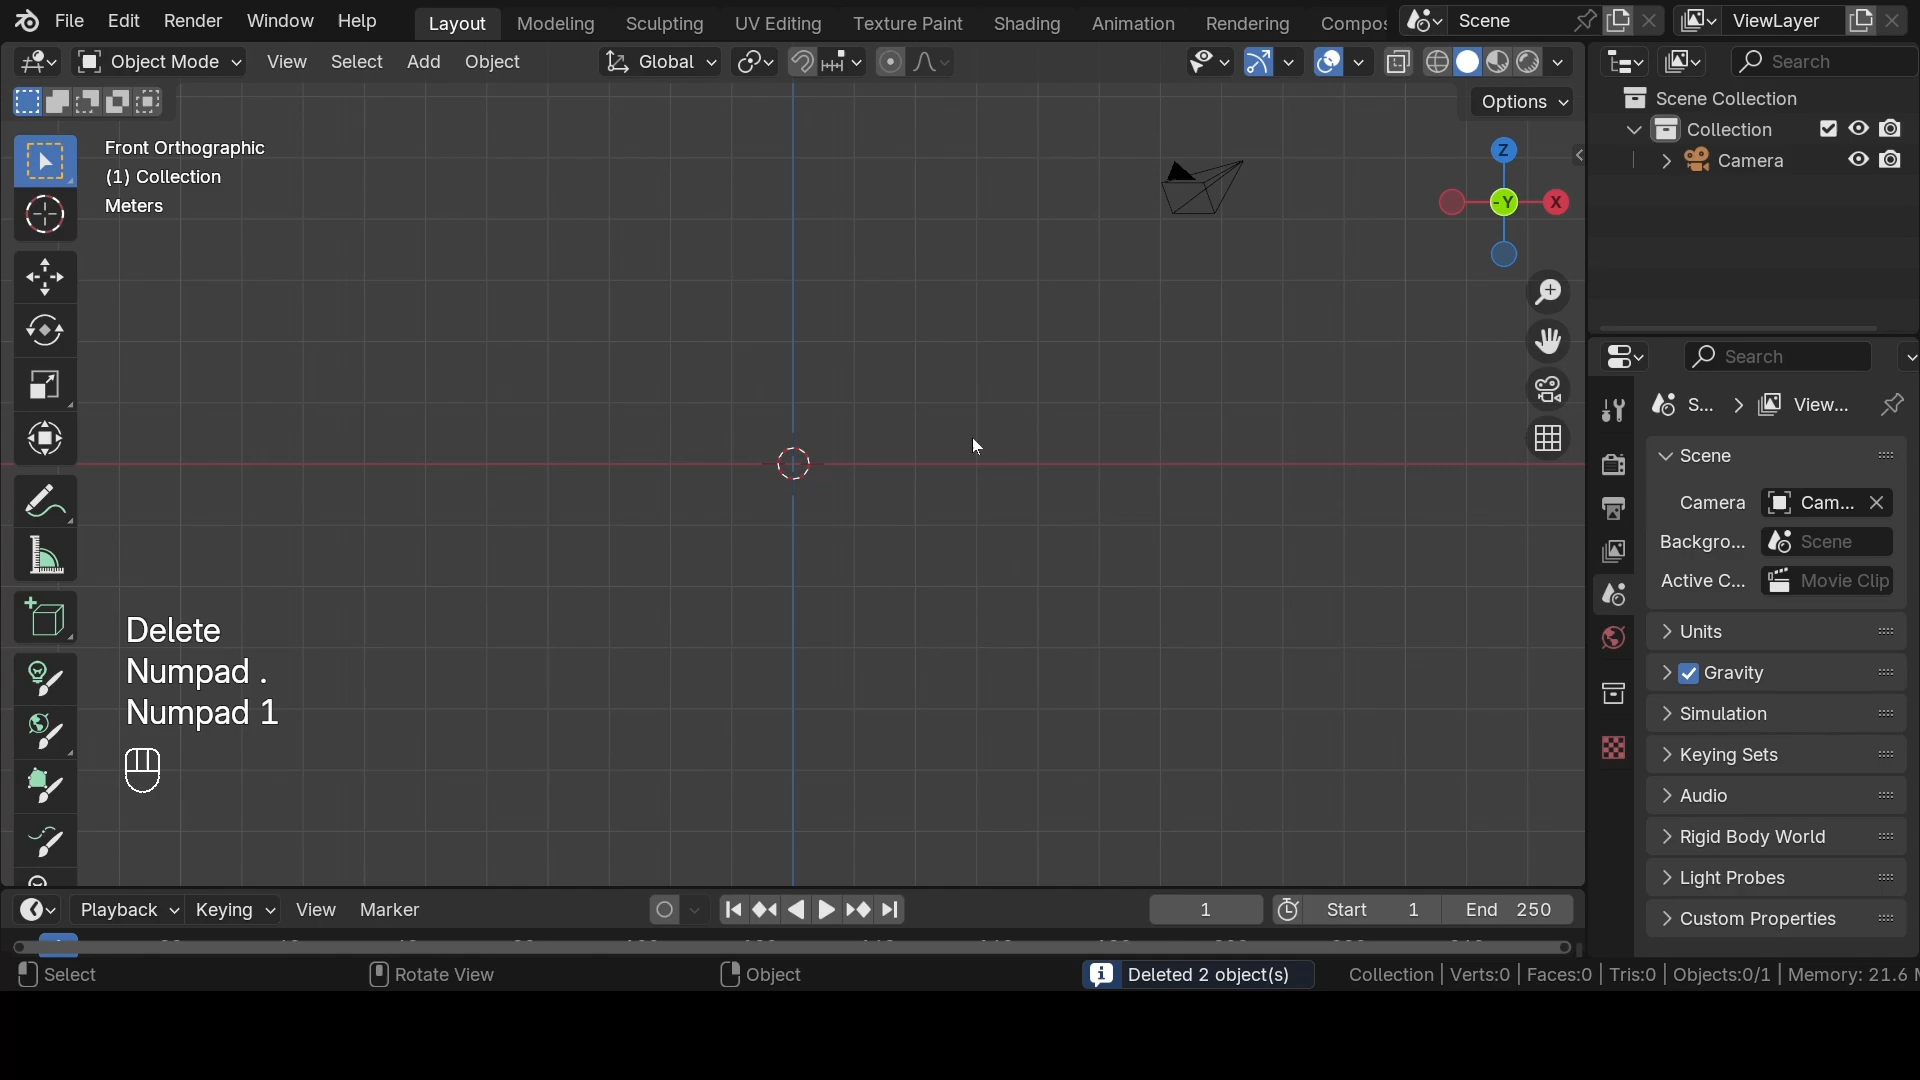 File Edit Render Window Help Layout Modeling Sculpting UV Editing Texture Paint Shading Animation Rendering Compos Scene ViewLayer
Object Mode View Select Add Object Global Search
Options
Scene Collection
Collection
Camera
Front Orthographic
(1) Collection
Meters
Z
-Y
X
Search
S... View...
Scene
Camera Cam...
Backgro... Scene
Active C... Movie Clip
Units
Gravity
Simulation
Keying Sets
Audio
Rigid Body World
Light Probes
Custom Properties
Delete
Numpad .
Numpad 1
Playback Keying View Marker 1 Start 1 End 250
Select Rotate View Object Deleted 2 object(s) Collection | Verts:0 | Faces:0 | Tris:0 | Objects:0/1 | Memory: 21.6